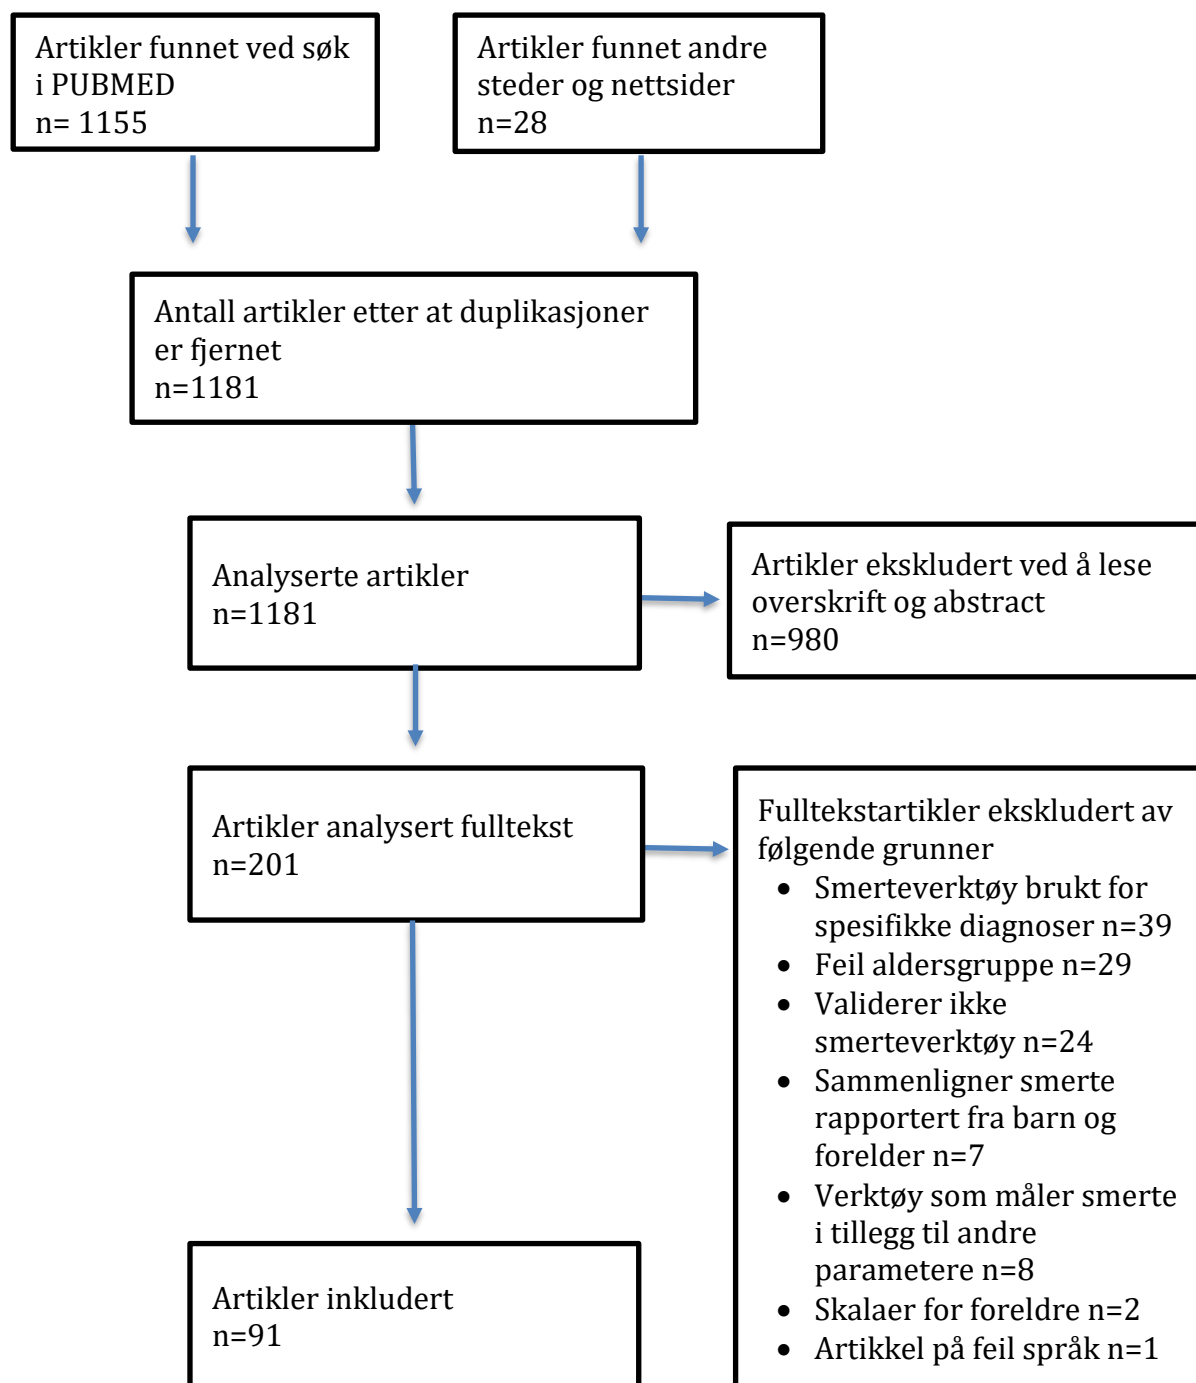 Artikler funnet ved søk
i PUBMED
n= 1155
Artikler funnet andre
steder og nettsider
n=28
Antall artikler etter at duplikasjoner
er fjernet
n=1181
Analyserte artikler
n=1181
Artikler ekskludert ved å lese
overskrift og abstract
n=980
Artikler analysert fulltekst
n=201
Fulltekstartikler ekskludert av
følgende grunner
• Smerteverktøy brukt for
spesifikke diagnoser n=39
• Feil aldersgruppe n=29
• Validerer ikke
smerteverktøy n=24
• Sammenligner smerte
rapportert fra barn og
forelder n=7
• Verktøy som måler smerte
i tillegg til andre
parametere n=8
• Skalaer for foreldre n=2
• Artikkel på feil språk n=1
Artikler inkludert
n=91